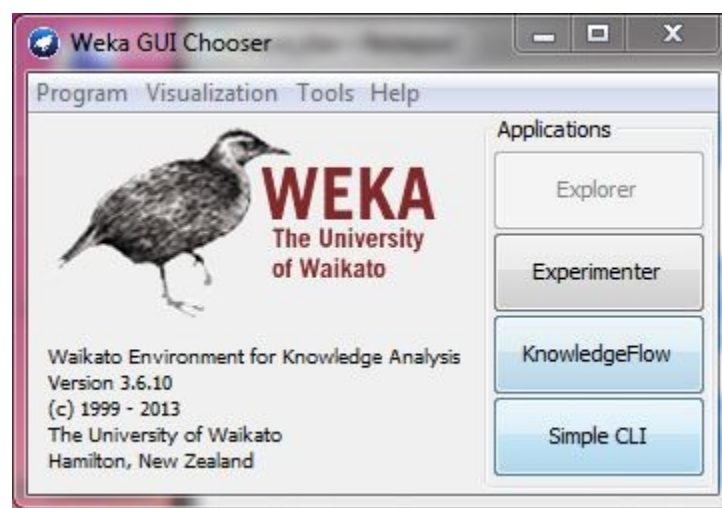 Weka GUI Chooser
Program Visualization Tools Help
WEKA
The University
of Waikato
Waikato Environment for Knowledge Analysis
Version 3.6.10
(c) 1999 - 2013
The University of Waikato
Hamilton, New Zealand
Applications
Explorer
Experimenter
KnowledgeFlow
Simple CLI